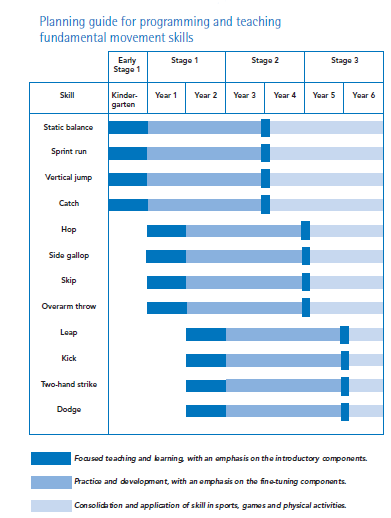 Planning guide for programming and teaching
fundamental movement skills
Early
Stage 1
Stage 1
Stage 2
Stage 3
Skill
Kinder-
garten
Year 1
Year 2
Year 3
Year 4
Year 5
Year 6
Static balance
Sprint run
Vertical jump
Catch
Hop
Side gallop
Skip
Overarm throw
Leap
Kick
Two-hand strike
Dodge
Focused teaching and learning, with an emphasis on the introductory components.
Practice and development, with an emphasis on the fine-tuning components.
Consolidation and application of skill in sports, games and physical activities.